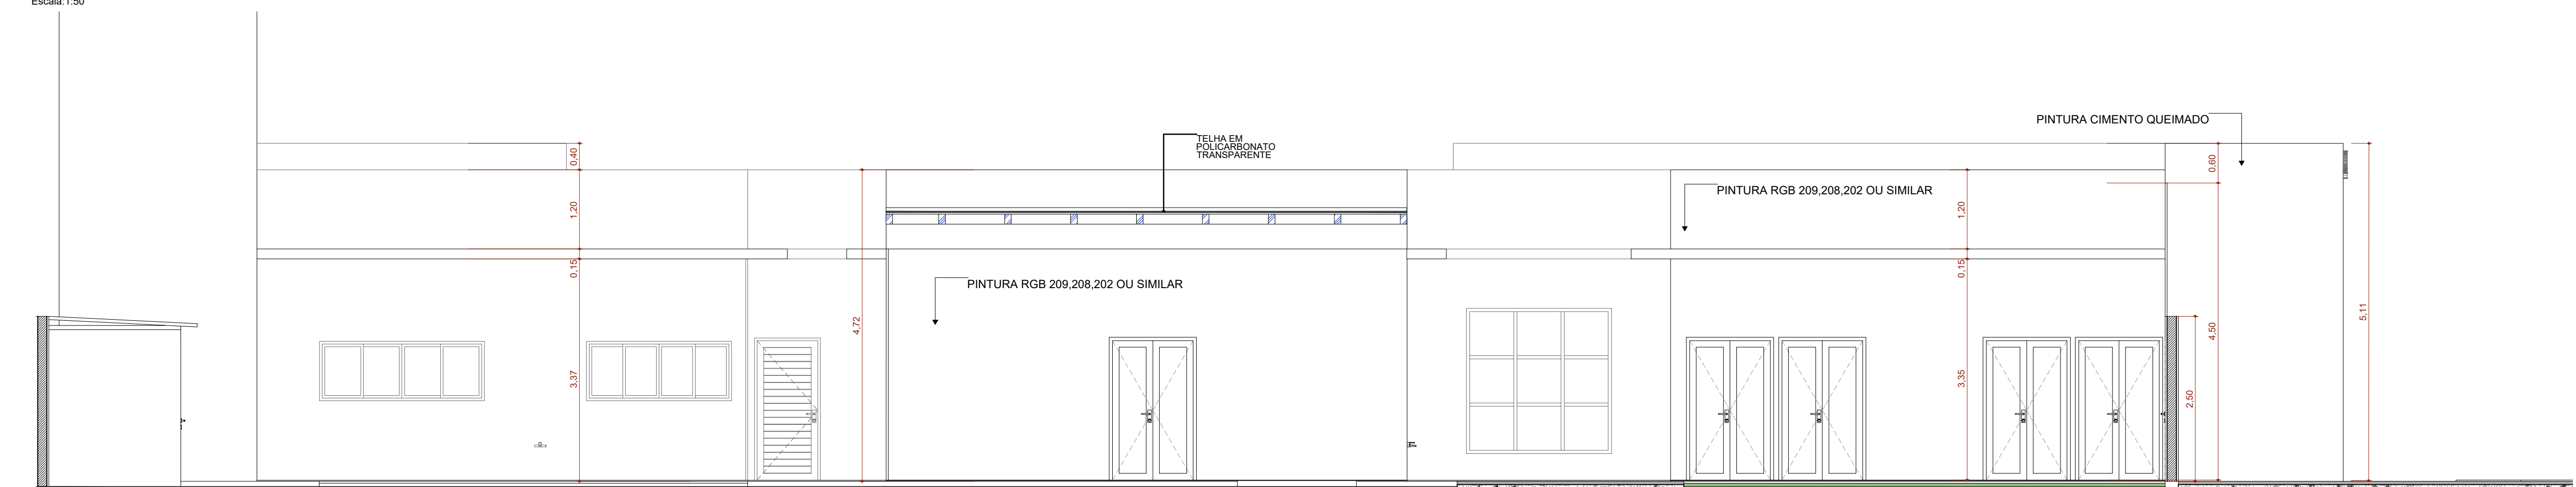 Escala:1:50
PINTURA CIMENTO QUEIMADO
TELHA EM
POLICARBONATO
TRANSPARENTE
0,40
0,60
PINTURA RGB 209,208,202 OU SIMILAR
1,20
1,20
0,15
0,15
PINTURA RGB 209,208,202 OU SIMILAR
4,72
4,50
5,11
3,37
3,35
2,50